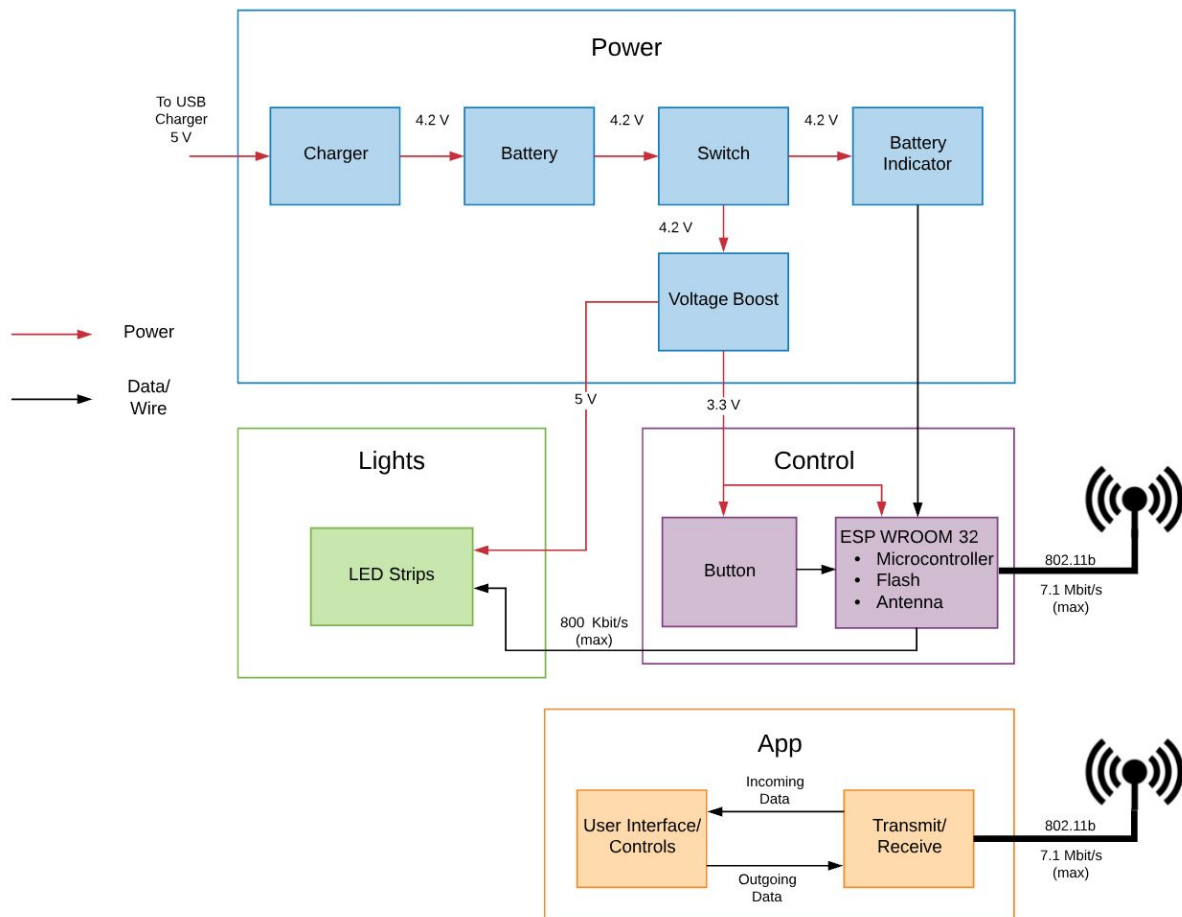 Power
To USB
Charger
5 V
4.2 V
4.2 V
4.2 V
Charger
Battery
Switch
Battery
Indicator
4.2 V
Voltage Boost
Power
Data/
Wire
5 V
3.3 V
Lights
Control
LED Strips
Button
ESP WROOM 32
• Microcontroller
• Flash
• Antenna
802.11b
7.1 Mbit/s
(max)
800 Kbit/s
(max)
App
Incoming
Data
User Interface/
Controls
Transmit/
Receive
Outgoing
Data
802.11b
7.1 Mbit/s
(max)